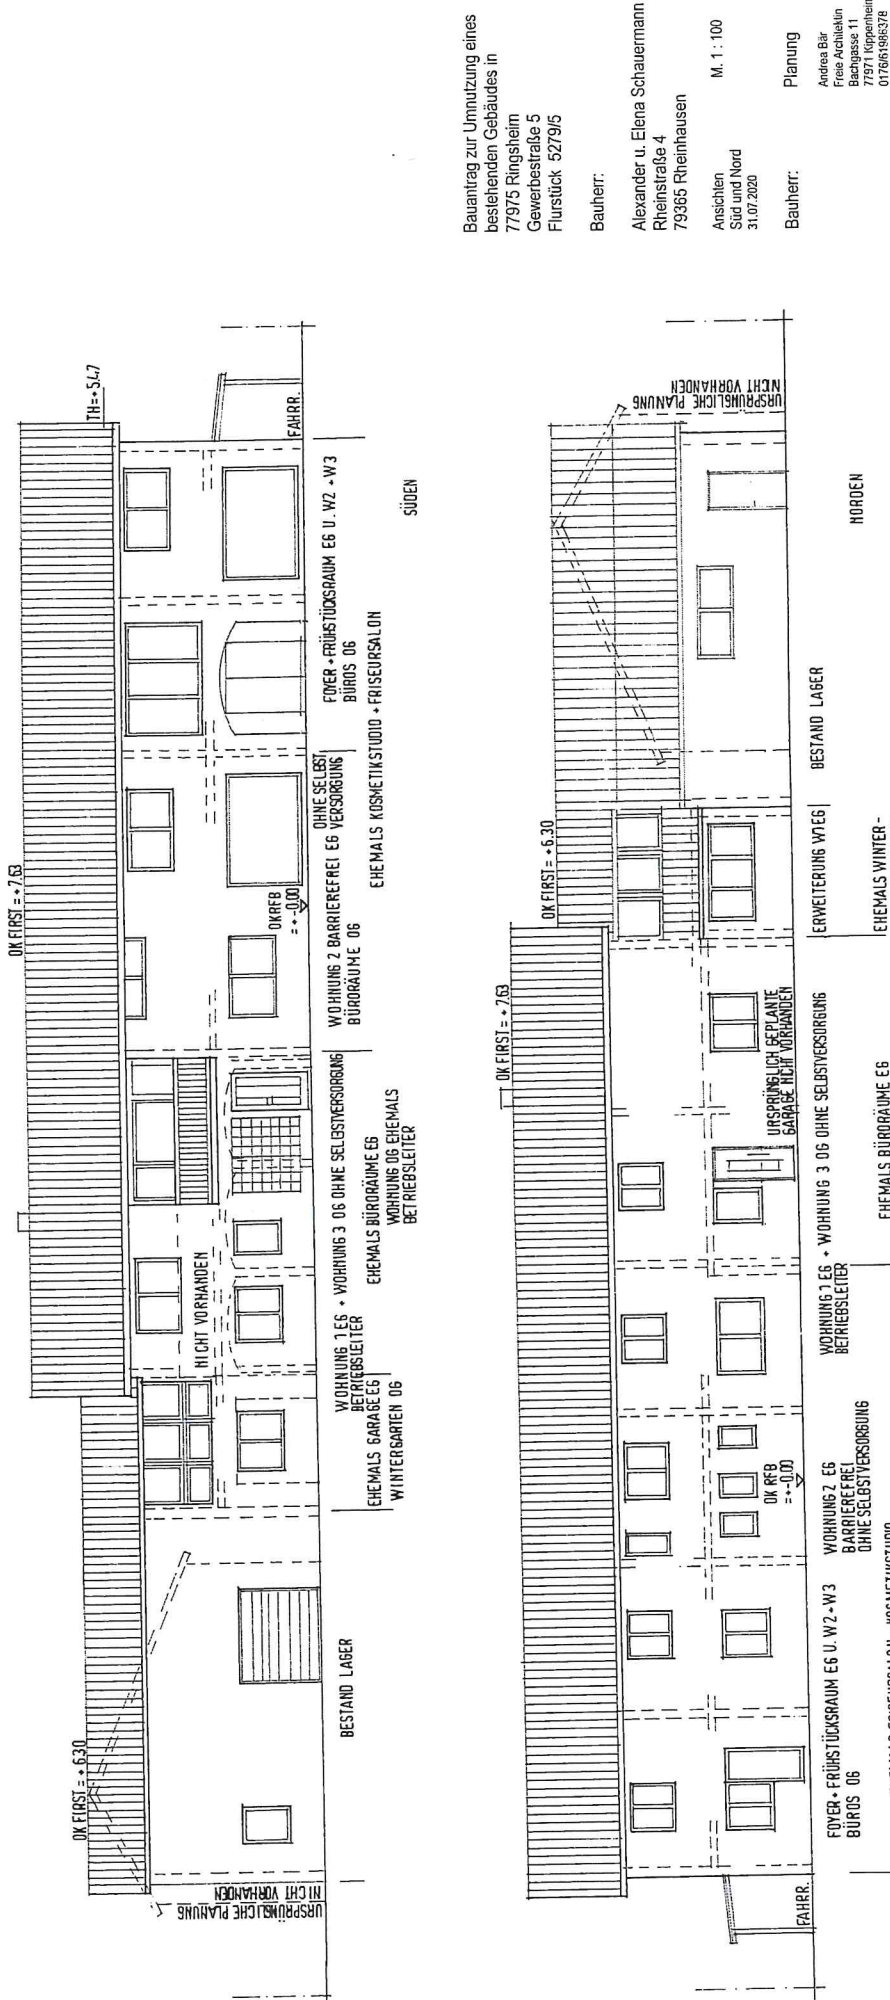 Bauantrag zur Umnutzung eines
bestehenden Gebäudes in
77975 Ringsheim
Gewerbestraße 5
Flurstück 5279/5
Bauherr:
Alexander u. Elena Schauermann
Rheinstraße 4
79365 Rheinhausen
Ansichten
Süd und Nord
31.07.2020
M. 1 : 100
Bauherr:
Planung
Andrea Bär
Freie Architektin
Bachgasse 11
77971 Kippenheim
0176/61986378
OK FIRST = + 6.30
OK FIRST = + 7.63
TH = + 5.47
URSPRÜNGLICHE PLANUNG
NICHT VORHANDEN
NICHT VORHANDEN
OKRFB
= +- 0.00
FAHRR.
BESTAND LAGER
WOHNUNG 1 EG + WOHNUNG 3 OG OHNE SELBSTVERSORGUNG
BETRIEBSLEITER
EHEMALS GARAGE EG
WINTERGARTEN OG
EHEMALS BÜRORÄUME EG
WOHNUNG OG EHEMALS
BETRIEBSLEITER
OHNE SELBST
WOHNUNG 2 BARRIEREFREI EG VERSORGUNG
BÜRORÄUME OG
FOYER + FRÜHSTÜCKSRAUM EG U. W2 + W3
BÜROS OG
EHEMALS KOSMETIKSTUDIO + FRISEURSALON
SÜDEN
OK FIRST = + 7.63
OK FIRST = + 6.30
URSPRÜNGLICHE PLANUNG
NICHT VORHANDEN
URSPRÜNGLICH GEPLANTE
GARAGE NICHT VORHANDEN
OK RFB
= +- 0.00
FAHRR.
FOYER + FRÜHSTÜCKSRAUM EG U. W2 + W3
BÜROS OG
WOHNUNG 2 EG
BARRIEREFREI
OHNE SELBSTVERSORGUNG
WOHNUNG 1 EG + WOHNUNG 3 OG OHNE SELBSTVERSORGUNG
BETRIEBSLEITER
EHEMALS BÜRORÄUME EG
ERWEITERUNG W1 EG
EHEMALS WINTER-
BESTAND LAGER
NORDEN